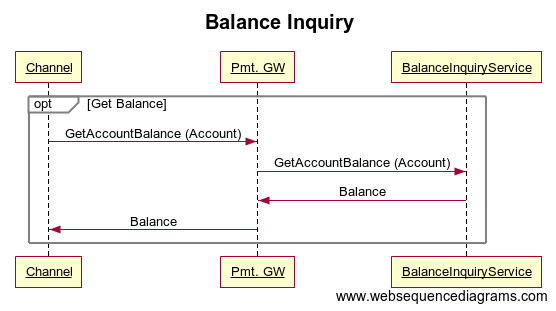 Balance Inquiry
Channel Pmt. GW BalanceInquiryService
opt [Get Balance]
GetAccountBalance (Account)
GetAccountBalance (Account)
Balance
Balance
Channel Pmt. GW BalanceInquiryService
www.websequencediagrams.com